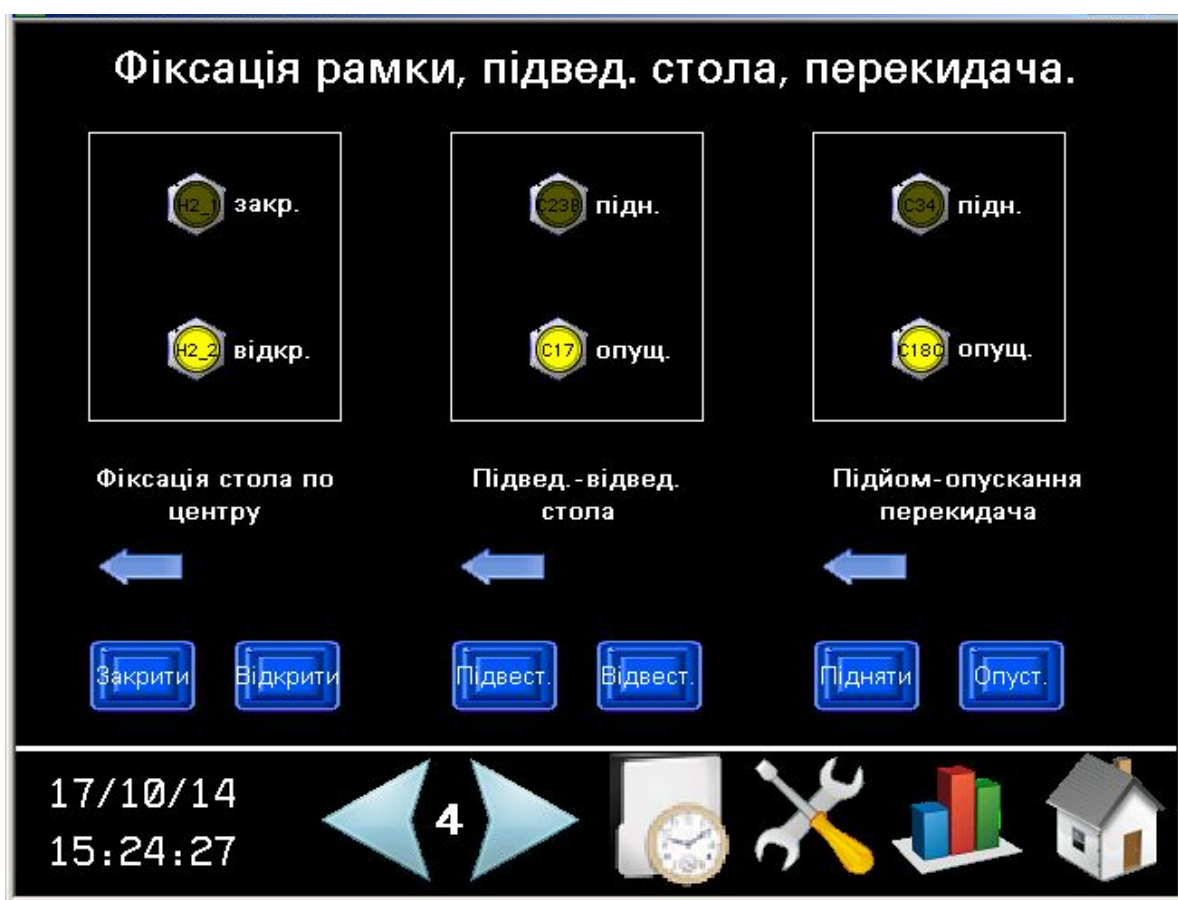 Фіксація рамки, підвед. стола, перекидача.
H2_1 закр.
H2_2 відкр.
C23B підн.
C17 опущ.
C34 підн.
C18C опущ.
Фіксація стола по
центру
Підвед.-відвед.
стола
Підйом-опускання
перекидача
Закрити
Відкрити
Підвест.
Відвест.
Підняти
Опуст.
17/10/14
15:24:27
4